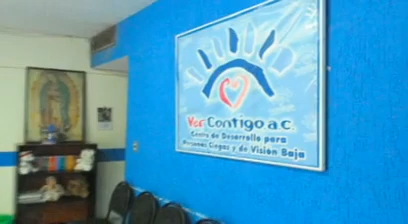 Ver Contigo a.c.
Centro de Desarrollo para
Personas Ciegas y de Visión Baja